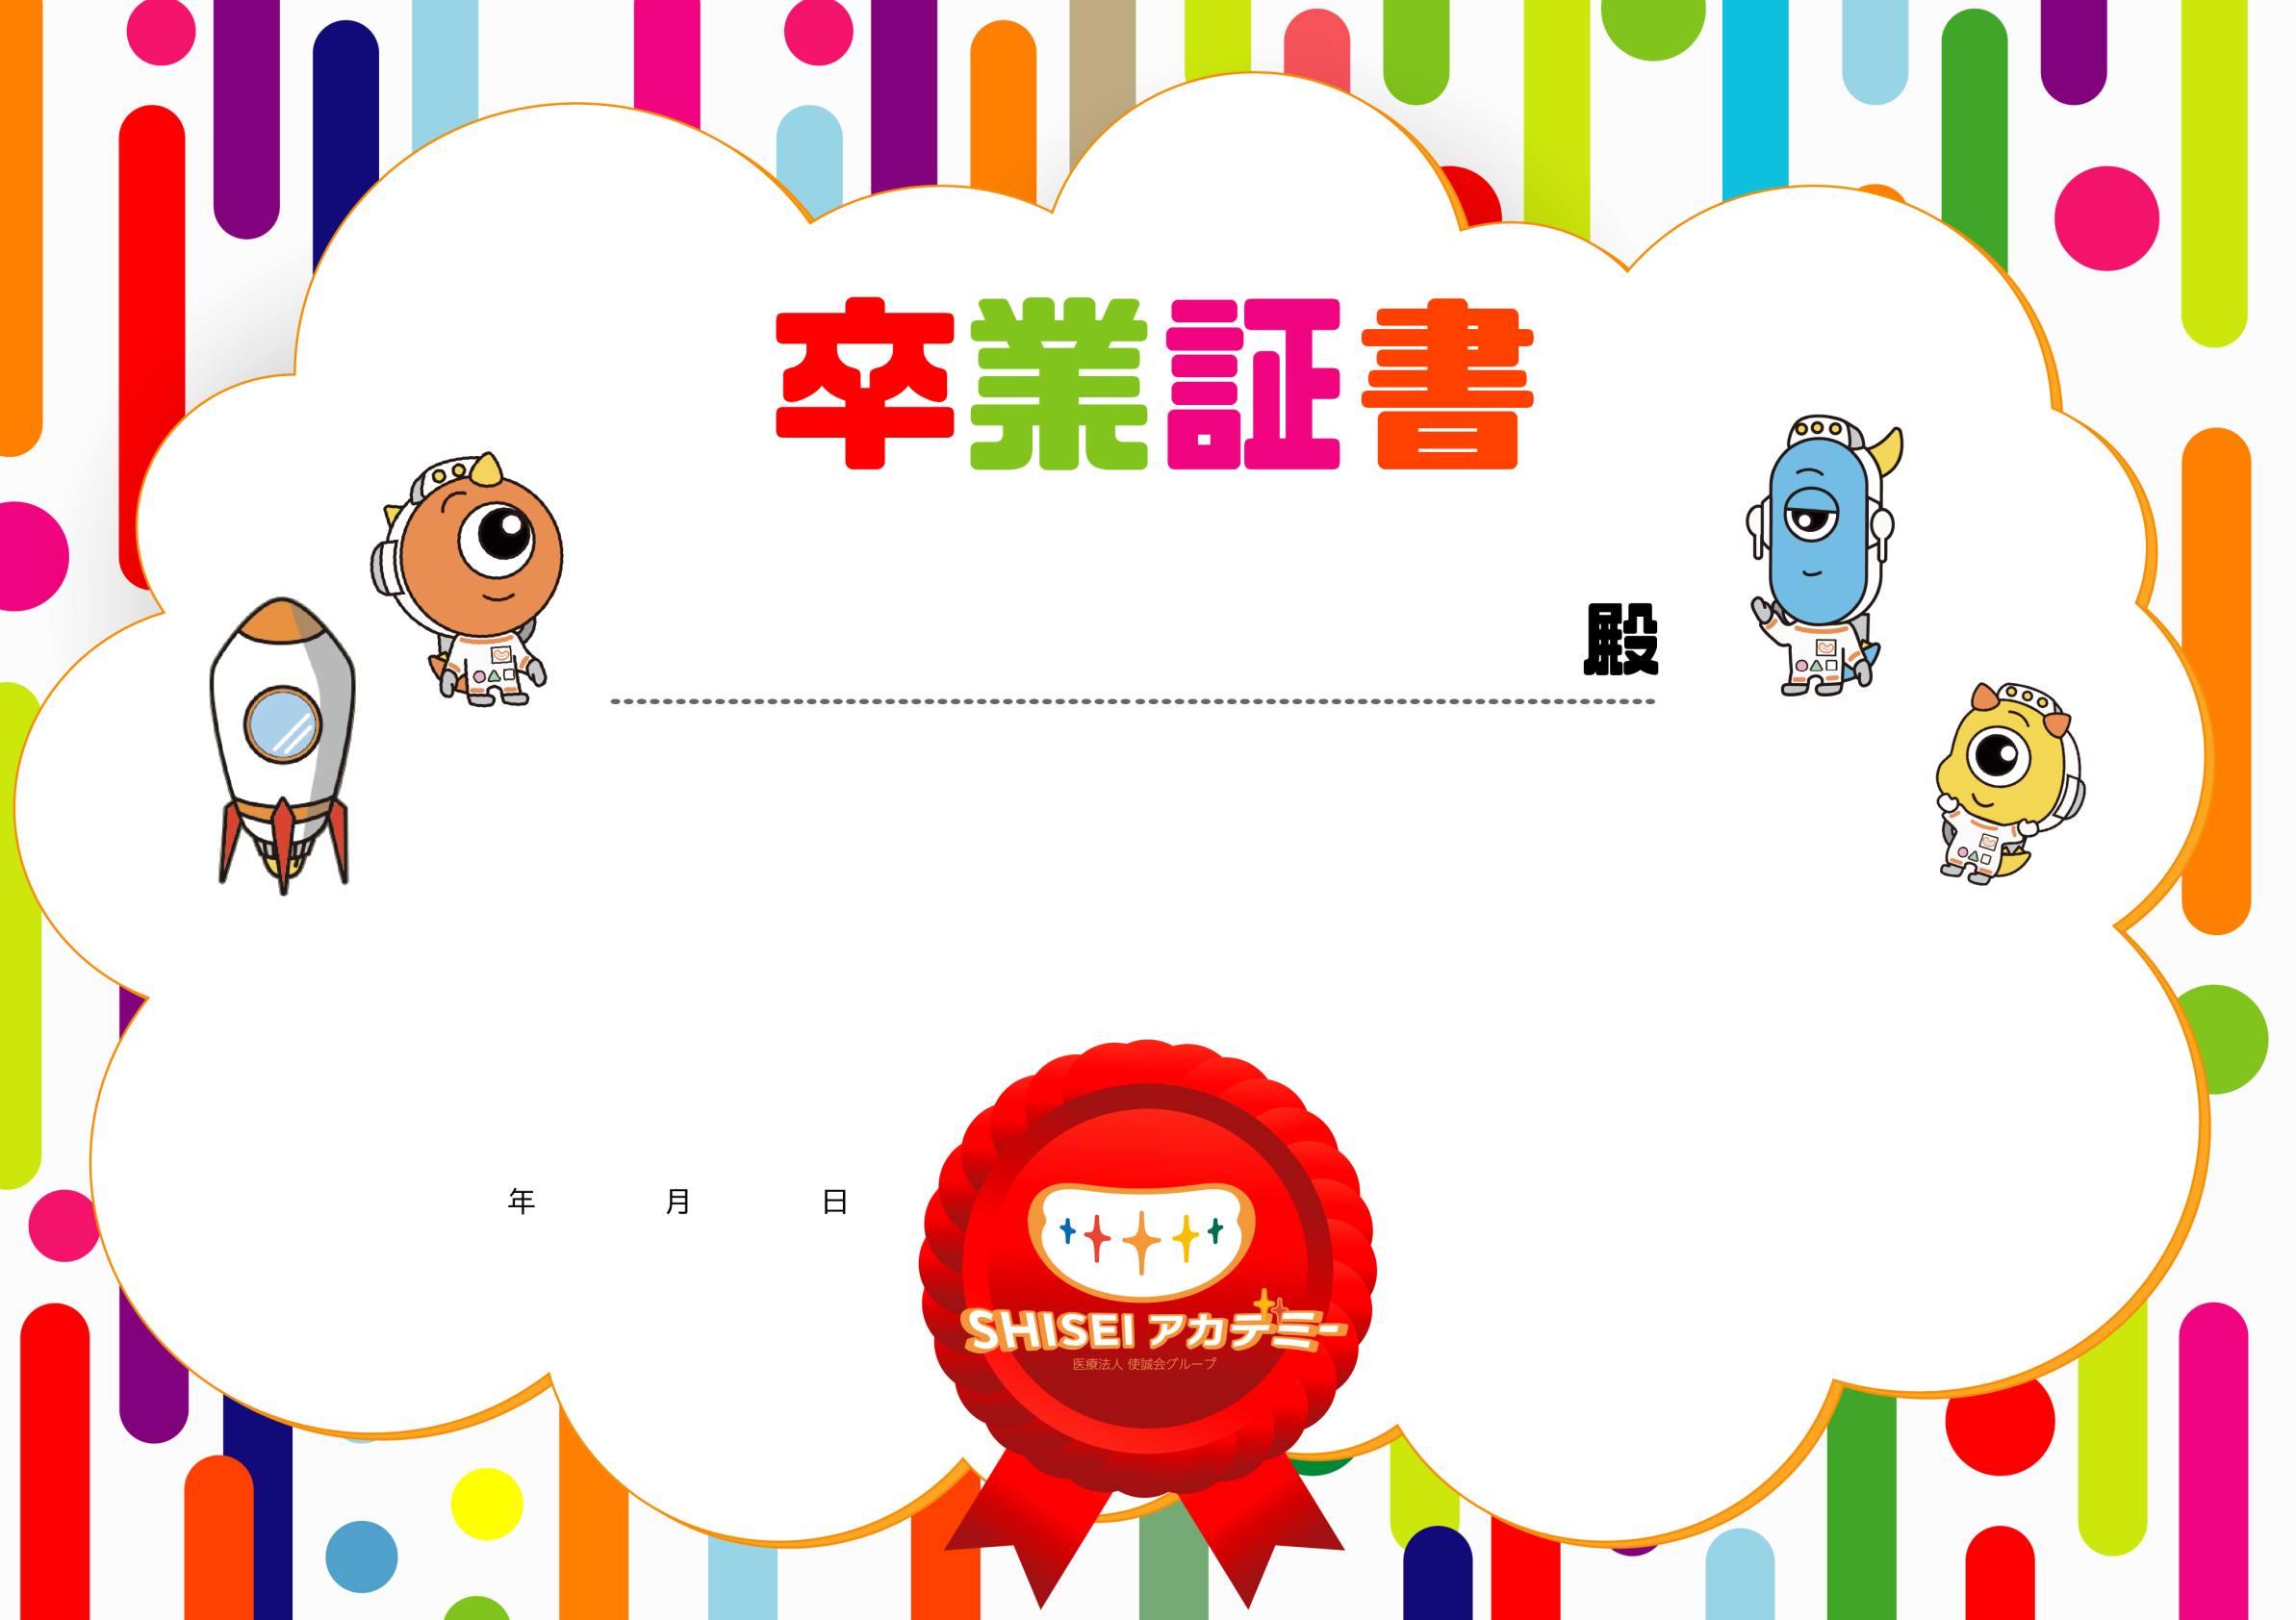 卒業証書
殿
年 月 日
SHISEI アカデミー
医療法人 使誠会グループ